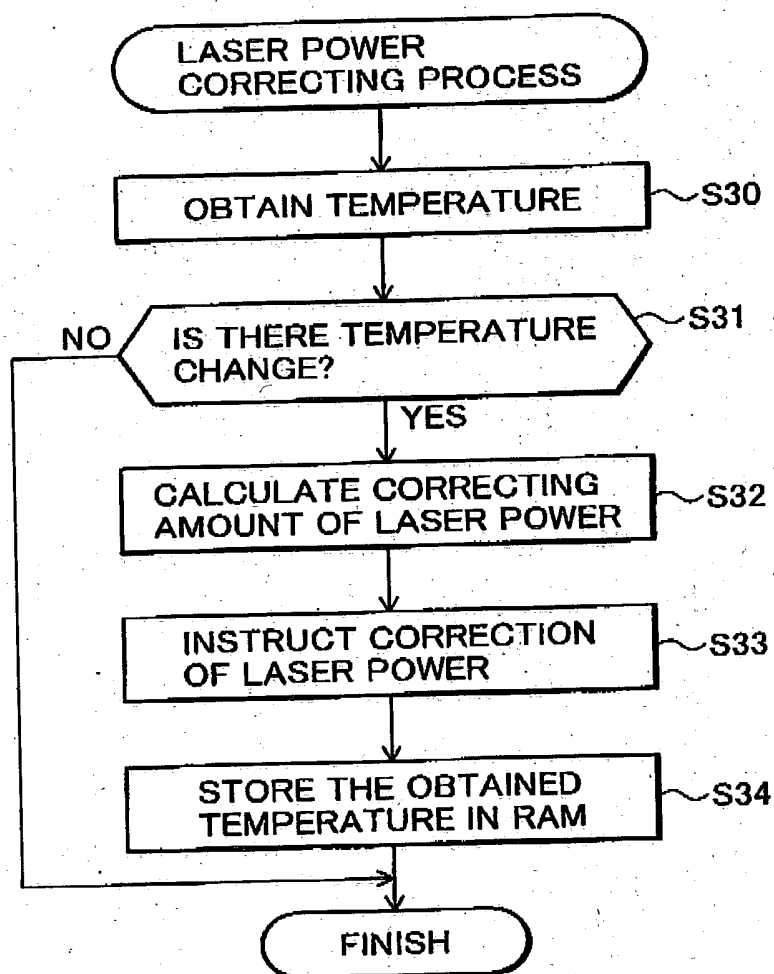 LASER POWER
CORRECTING PROCESS
OBTAIN TEMPERATURE
S30
IS THERE TEMPERATURE
CHANGE?
S31
NO
YES
CALCULATE CORRECTING
AMOUNT OF LASER POWER
S32
INSTRUCT CORRECTION
OF LASER POWER
S33
STORE THE OBTAINED
TEMPERATURE IN RAM
S34
FINISH